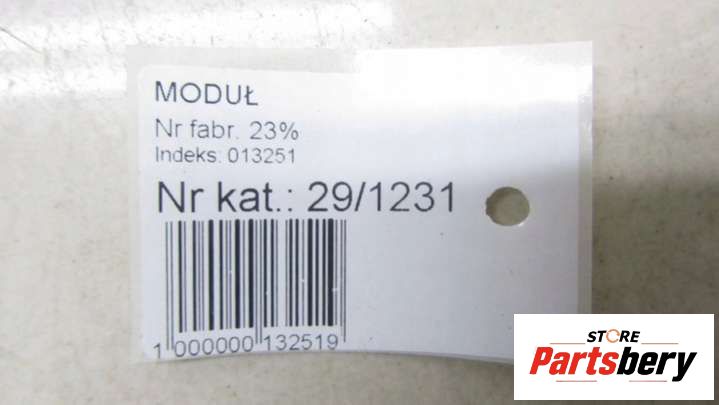 MODUŁ
Nr fabr. 23%
Indeks: 013251
Nr kat.: 29/1231
1 000000 132519
STORE
Partsbery